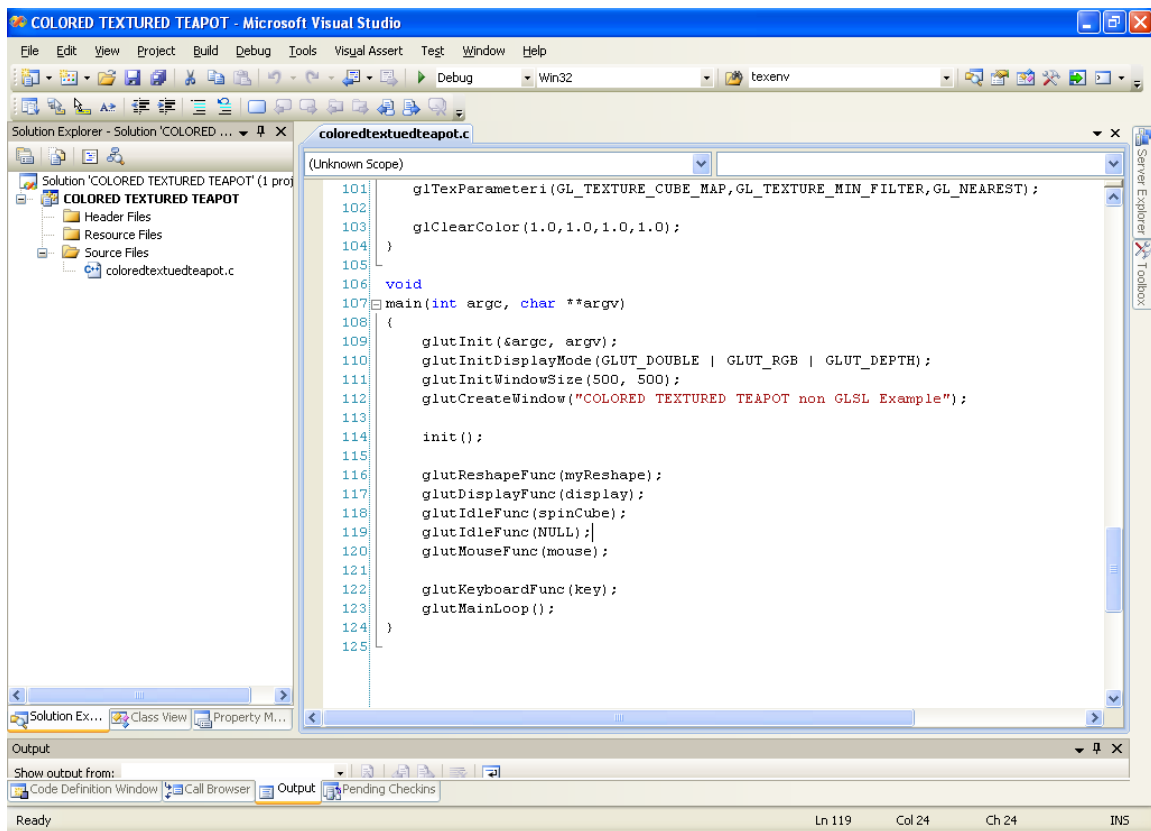 COLORED TEXTURED TEAPOT - Microsoft Visual Studio
File Edit View Project Build Debug Tools Visual Assert Test Window Help
Debug Win32 texenv
Solution Explorer - Solution 'COLORED ...
coloredtextuedteapot.c
(Unknown Scope)
Solution 'COLORED TEXTURED TEAPOT' (1 proj
COLORED TEXTURED TEAPOT
Header Files
Resource Files
Source Files
coloredtextuedteapot.c
101 glTexParameteri(GL_TEXTURE_CUBE_MAP,GL_TEXTURE_MIN_FILTER,GL_NEAREST);
102
103 glClearColor(1.0,1.0,1.0,1.0);
104 }
105
106 void
107 main(int argc, char **argv)
108 {
109 glutInit(&argc, argv);
110 glutInitDisplayMode(GLUT_DOUBLE | GLUT_RGB | GLUT_DEPTH);
111 glutInitWindowSize(500, 500);
112 glutCreateWindow("COLORED TEXTURED TEAPOT non GLSL Example");
113
114 init();
115
116 glutReshapeFunc(myReshape);
117 glutDisplayFunc(display);
118 glutIdleFunc(spinCube);
119 glutIdleFunc(NULL);
120 glutMouseFunc(mouse);
121
122 glutKeyboardFunc(key);
123 glutMainLoop();
124 }
125
Server Explorer
Toolbox
Solution Ex... Class View Property M...
Output
Show output from:
Code Definition Window Call Browser Output Pending Checkins
Ready Ln 119 Col 24 Ch 24 INS